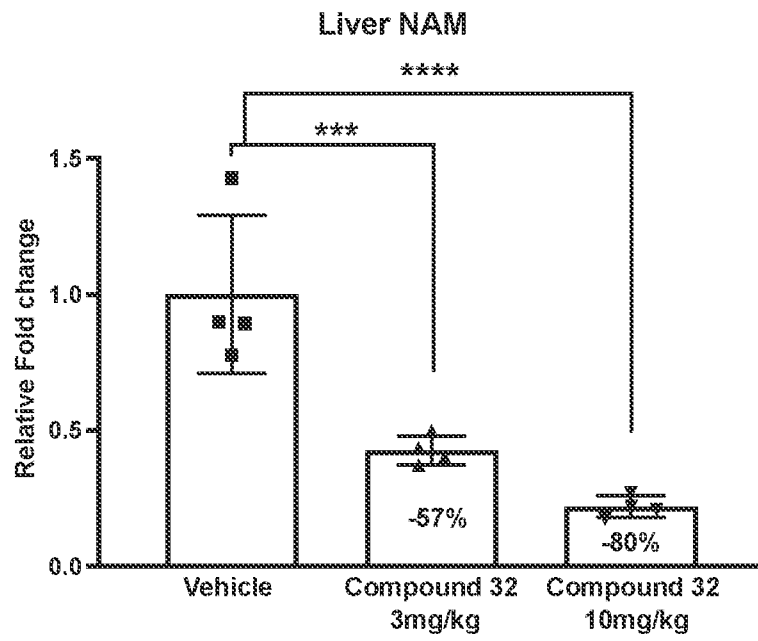 Liver NAM
****
***
Relative Fold change
1.5
1.0
0.5
0.0
-57%
-80%
Vehicle
Compound 32
3mg/kg
Compound 32
10mg/kg